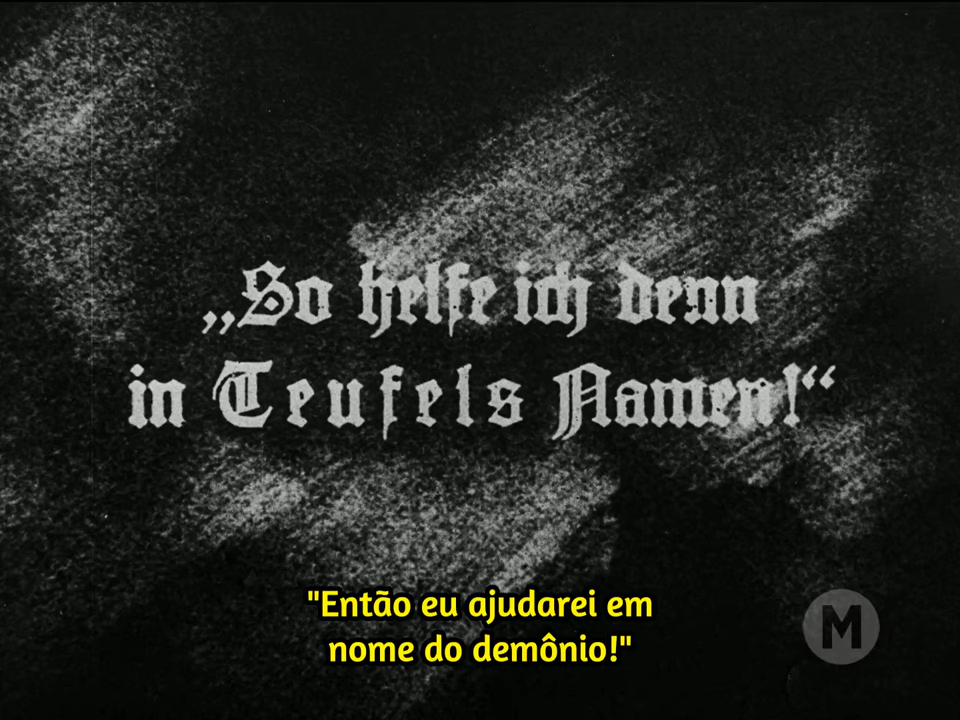 „So helfe ich denn
in Teufels Namen!“
"Então eu ajudarei em
nome do demônio!"
M